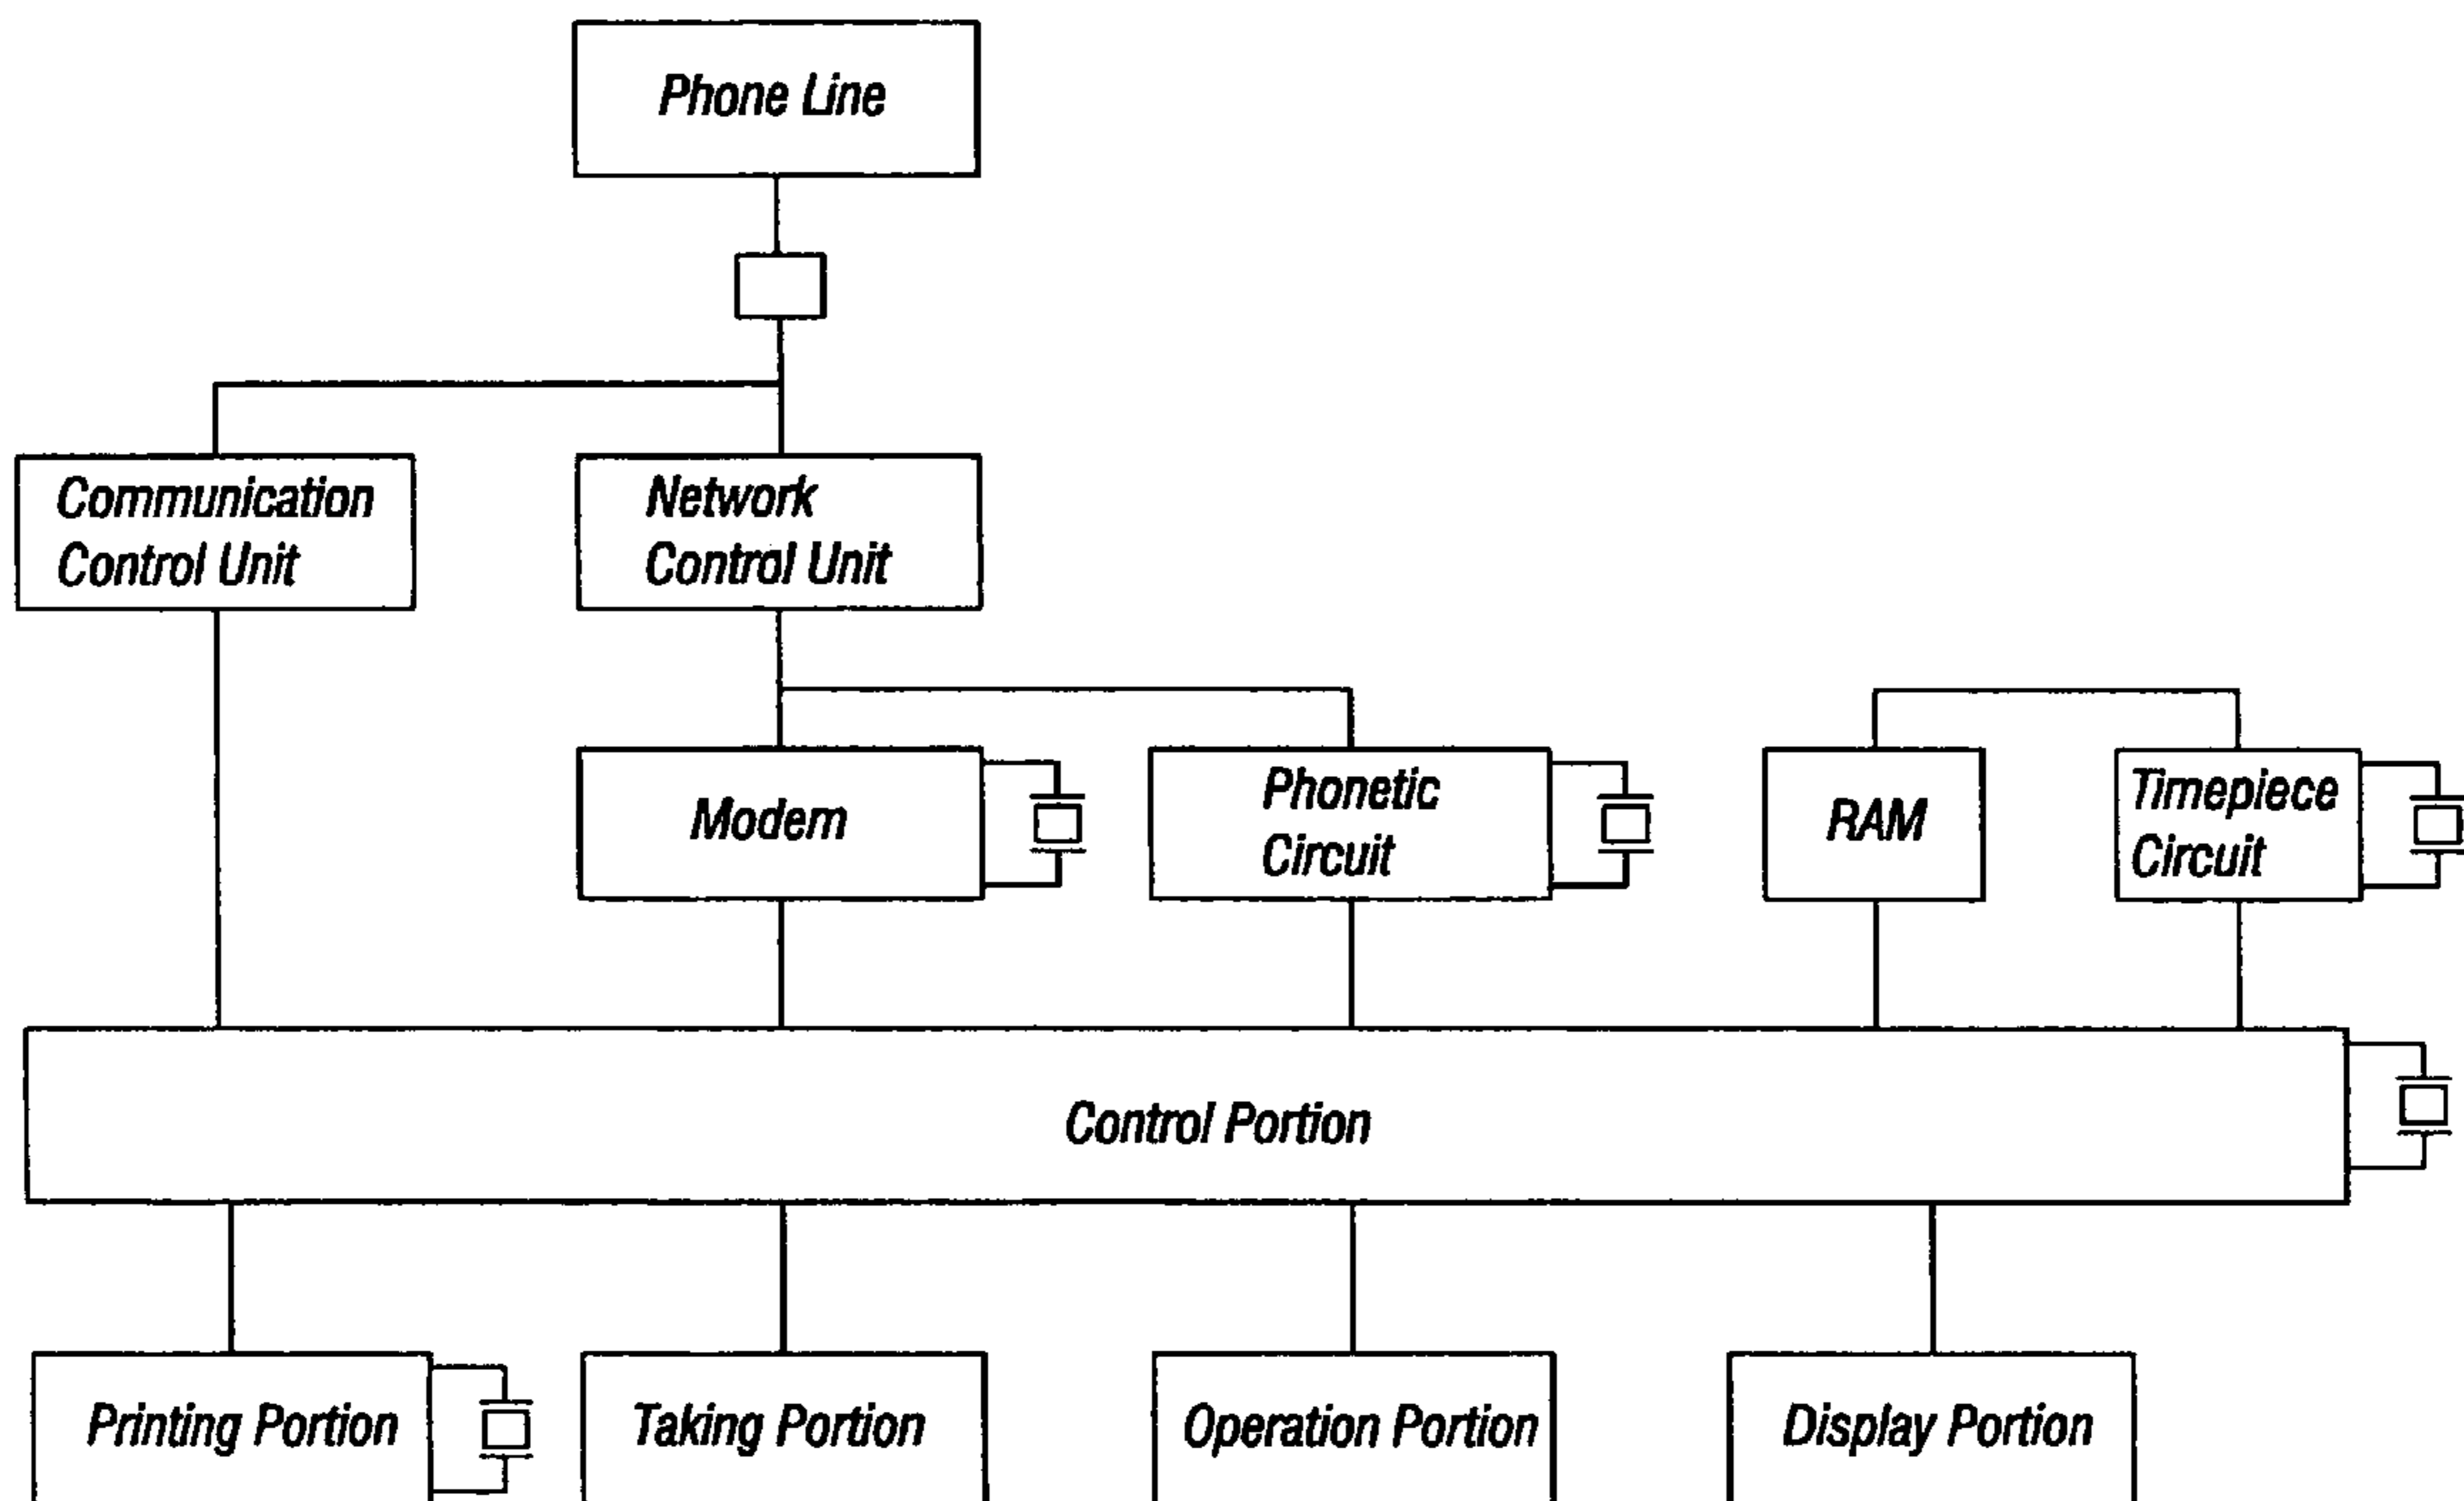 Phone Line
Communication
Control Unit
Network
Control Unit
Modem
Phonetic
Circuit
RAM
Timepiece
Circuit
Control Portion
Printing Portion
Taking Portion
Operation Portion
Display Portion